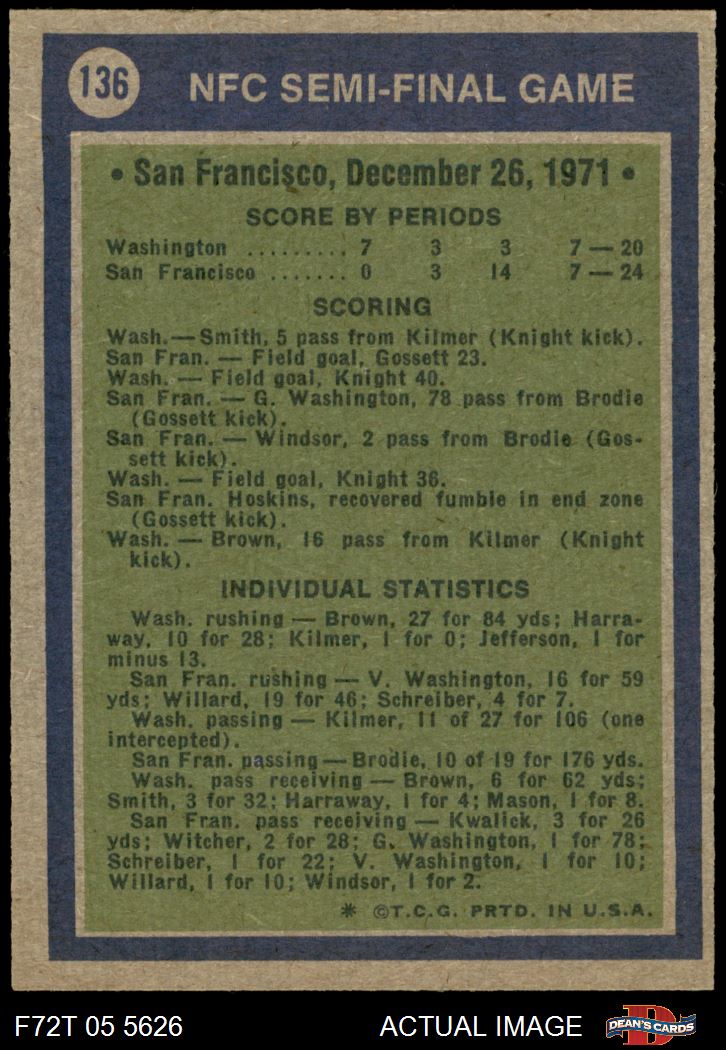 136 NFC SEMI-FINAL GAME
• San Francisco, December 26, 1971 •
SCORE BY PERIODS
Washington ......... 7 3 3 7 — 20
San Francisco ....... 0 3 14 7 — 24
SCORING
Wash.—Smith, 5 pass from Kilmer (Knight kick).
San Fran. — Field goal, Gossett 23.
Wash. — Field goal, Knight 40.
San Fran. — G. Washington, 78 pass from Brodie
(Gossett kick).
San Fran. — Windsor, 2 pass from Brodie (Gos-
sett kick).
Wash. — Field goal, Knight 36.
San Fran. Hoskins, recovered fumble in end zone
(Gossett kick).
Wash. — Brown, 16 pass from Kilmer (Knight
kick).
INDIVIDUAL STATISTICS
Wash. rushing — Brown, 27 for 84 yds; Harra-
way, 10 for 28; Kilmer, 1 for 0; Jefferson, 1 for
minus 13.
San Fran. rushing — V. Washington, 16 for 59
yds; Willard, 19 for 46; Schreiber, 4 for 7.
Wash. passing — Kilmer, 11 of 27 for 106 (one
intercepted).
San Fran. passing — Brodie, 10 of 19 for 176 yds.
Wash. pass receiving — Brown, 6 for 62 yds;
Smith, 3 for 32; Harraway, 1 for 4; Mason, 1 for 8.
San Fran. pass receiving — Kwalick, 3 for 26
yds; Witcher, 2 for 28; G. Washington, 1 for 78;
Schreiber, 1 for 22; V. Washington, 1 for 10;
Willard, 1 for 10; Windsor, 1 for 2.
* ©T.C.G. PRTD. IN U.S.A.
F72T 05 5626 ACTUAL IMAGE D DEAN'S CARDS